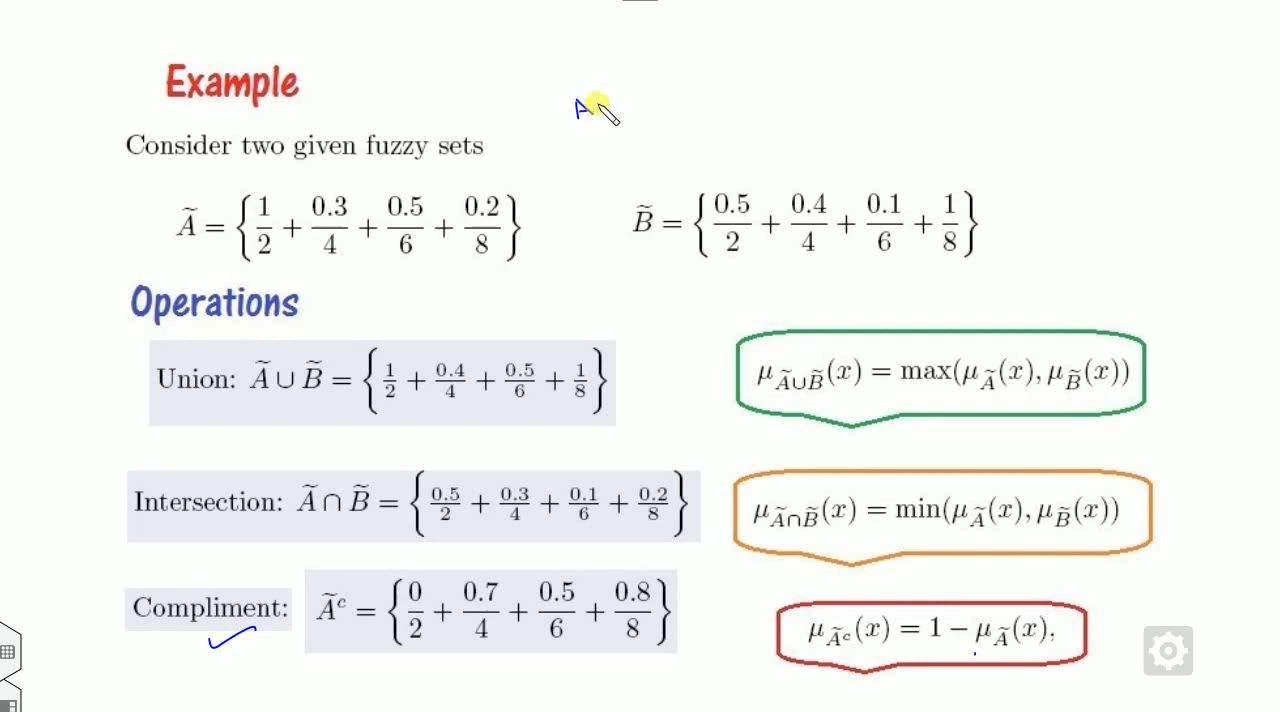 Example
A
Consider two given fuzzy sets
Ã = {1/2 + 0.3/4 + 0.5/6 + 0.2/8} B̃ = {0.5/2 + 0.4/4 + 0.1/6 + 1/8}
Operations
Union: Ã ∪ B̃ = {1/2 + 0.4/4 + 0.5/6 + 1/8} μ_{Ã∪B̃}(x) = max(μ_Ã(x), μ_B̃(x))
Intersection: Ã ∩ B̃ = {0.5/2 + 0.3/4 + 0.1/6 + 0.2/8} μ_{Ã∩B̃}(x) = min(μ_Ã(x), μ_B̃(x))
Compliment: Ã^c = {0/2 + 0.7/4 + 0.5/6 + 0.8/8} μ_{Ã^c}(x) = 1 − μ_Ã(x),